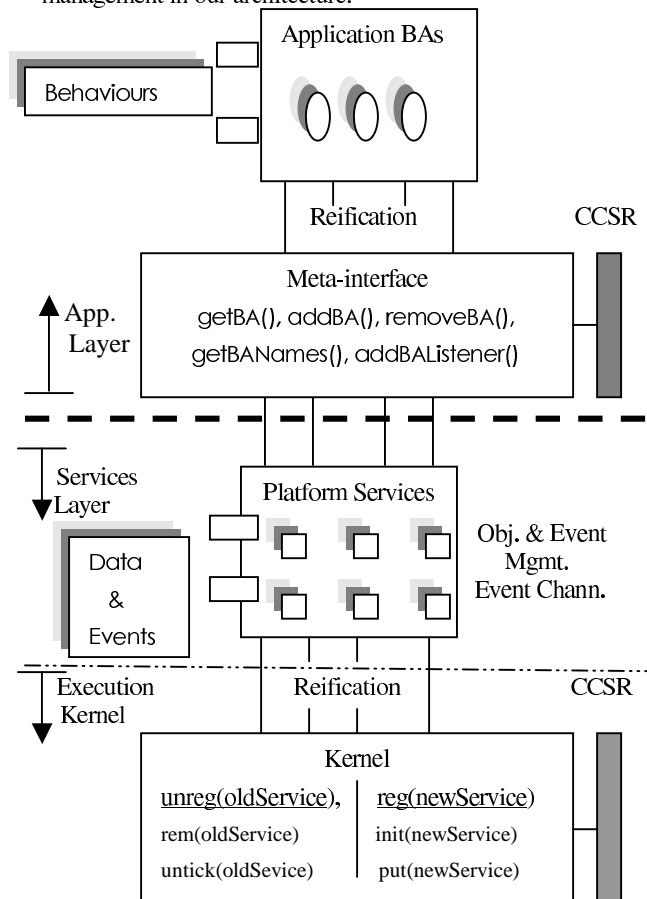 management in our architecture.
Application BAs
Behaviours
Reification
CCSR
Meta-interface
getBA(), addBA(), removeBA(),
getBANames(), addBAListener()
App.
Layer
Services
Layer
Platform Services
Data
&
Events
Obj. & Event
Mgmt.
Event Chann.
Execution
Kernel
Reification
CCSR
Kernel
unreg(oldService),
reg(newService)
rem(oldService)
init(newService)
untick(oldSevice)
put(newService)